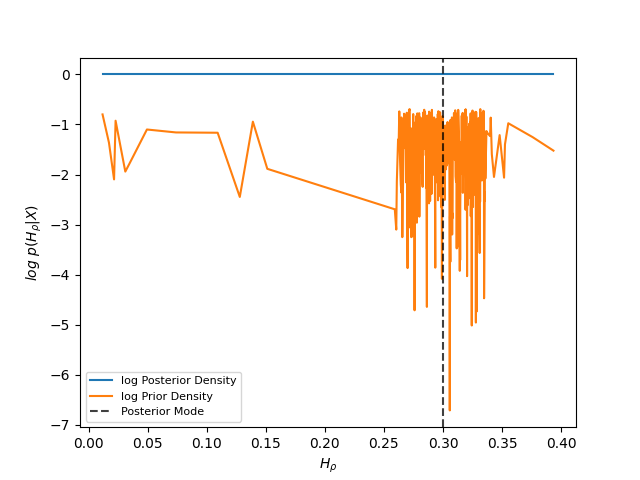 0
−1
−2
−3
−4
−5
−6
−7
log p(Hρ|X)
log Posterior Density
log Prior Density
Posterior Mode
0.00 0.05 0.10 0.15 0.20 0.25 0.30 0.35 0.40
Hρ